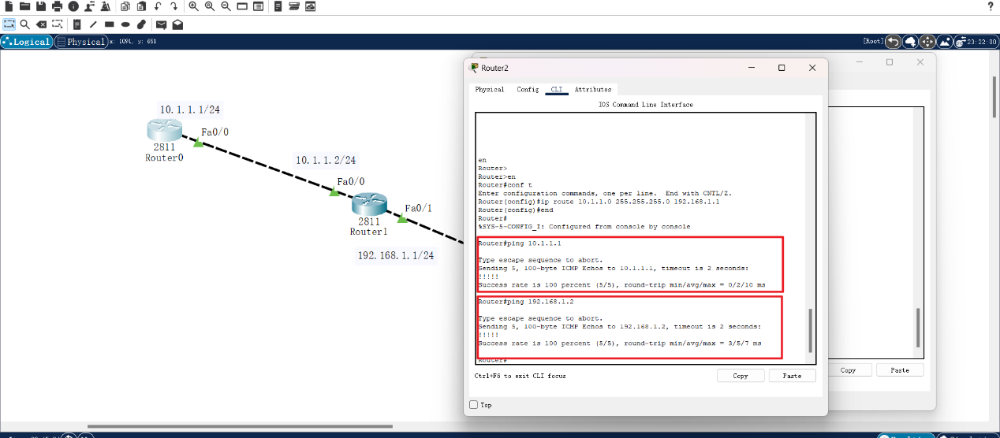 ?
Logical
Physical
x: 1091, y: 651
[Root]
23:22:00
10.1.1.1/24
Fa0/0
2811
Router0
10.1.1.2/24
Fa0/0
Fa0/1
2811
Router1
192.168.1.1/24
Router2
Physical Config CLI Attributes
IOS Command Line Interface
en
Router>
Router>en
Router#conf t
Enter configuration commands, one per line.  End with CNTL/Z.
Router(config)#ip route 10.1.1.0 255.255.255.0 192.168.1.1
Router(config)#end
Router#
%SYS-5-CONFIG_I: Configured from console by console
Router#ping 10.1.1.1
Type escape sequence to abort.
Sending 5, 100-byte ICMP Echos to 10.1.1.1, timeout is 2 seconds:
!!!!!
Success rate is 100 percent (5/5), round-trip min/avg/max = 0/2/10 ms
Router#ping 192.168.1.2
Type escape sequence to abort.
Sending 5, 100-byte ICMP Echos to 192.168.1.2, timeout is 2 seconds:
!!!!!
Success rate is 100 percent (5/5), round-trip min/avg/max = 3/5/7 ms
Router#
Ctrl+F6 to exit CLI focus
Copy Paste
Copy Paste
Top